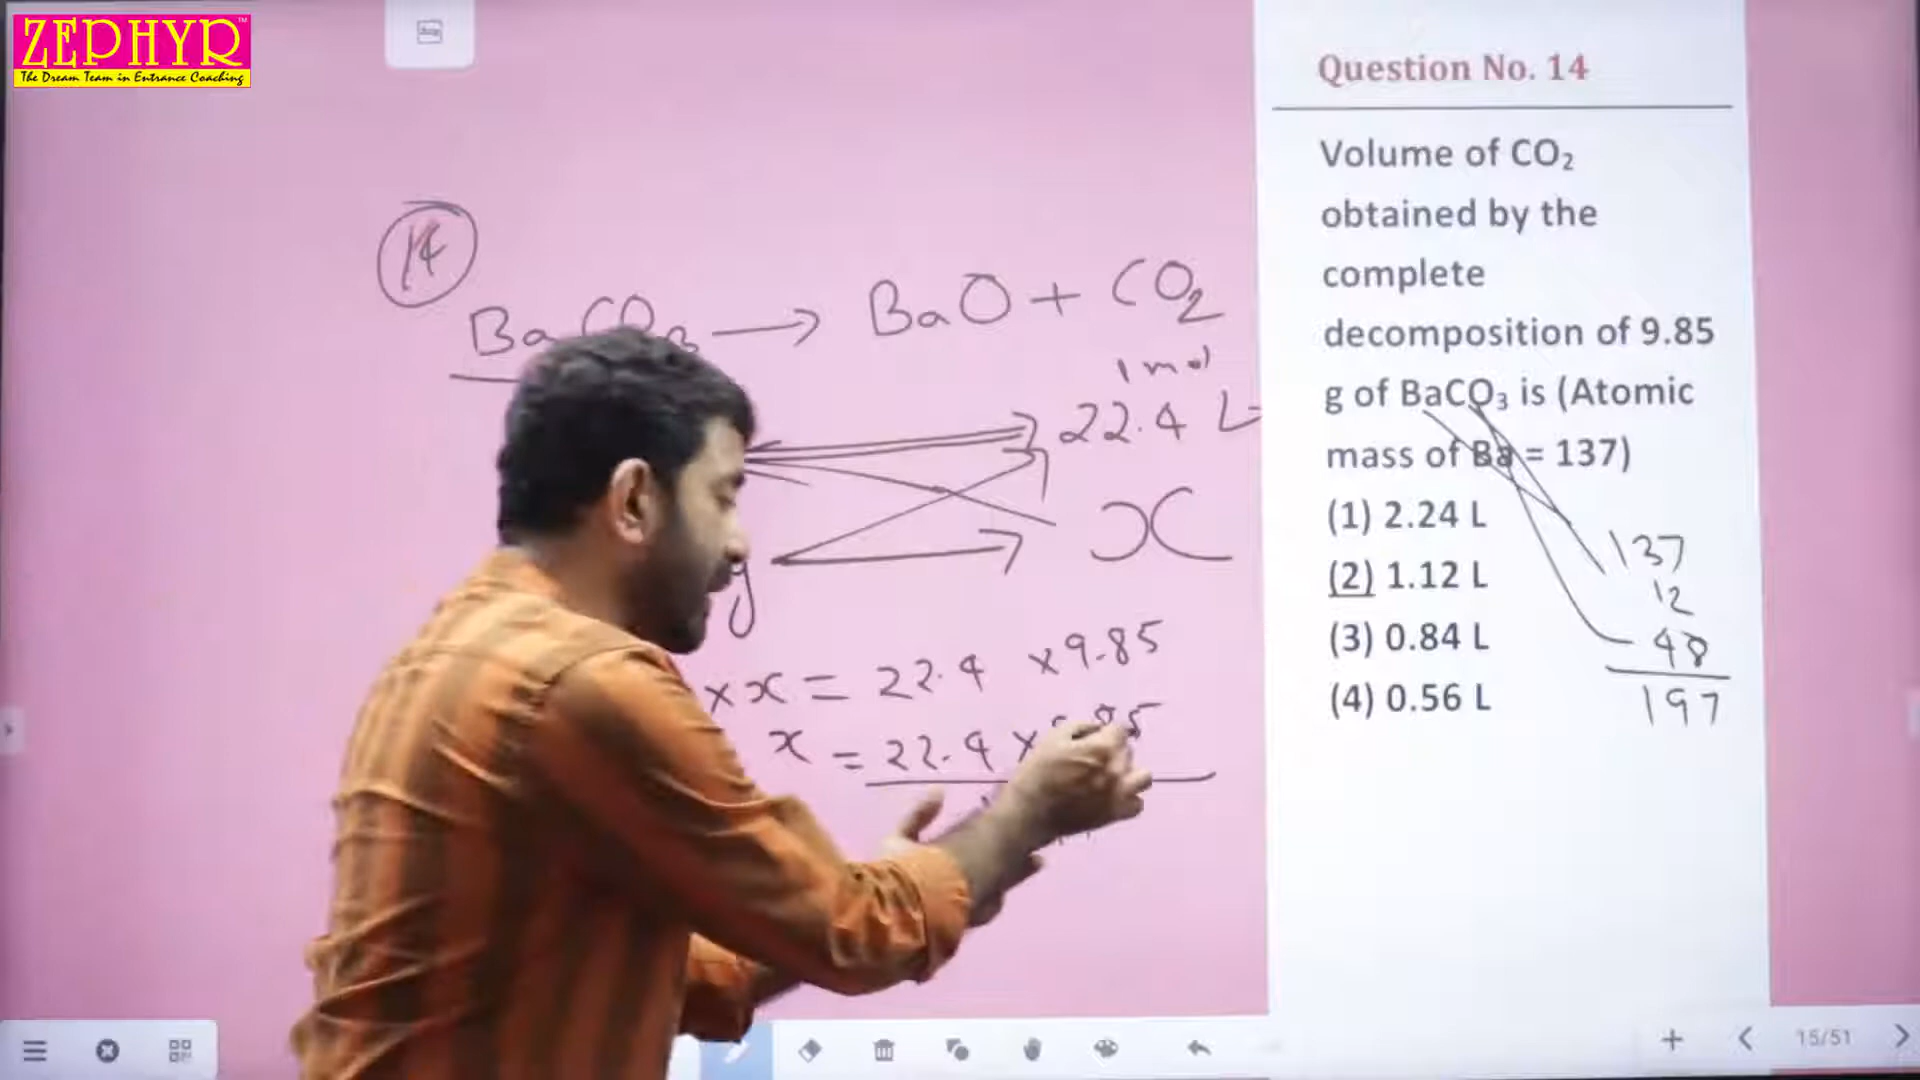 ZEPHYR™
The Dream Team in Entrance Coaching
14
BaCO₃ → BaO + CO₂
1 mol
22.4 L
x
g
× x = 22.4 × 9.85
x = 22.4 ×
Question No. 14
Volume of CO₂
obtained by the
complete
decomposition of 9.85
g of BaCO₃ is (Atomic
mass of Ba = 137)
(1) 2.24 L
(2) 1.12 L
(3) 0.84 L
(4) 0.56 L
137
12
48
197
15/51